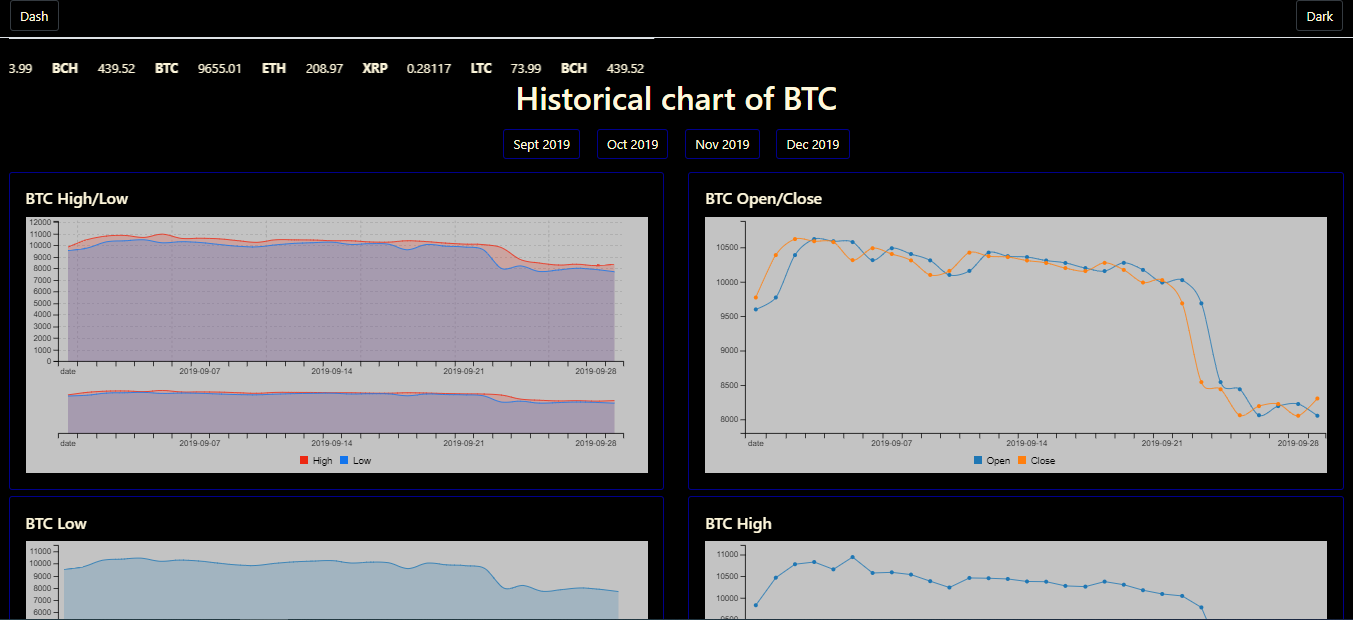 Dash Dark
3.99 BCH 439.52 BTC 9655.01 ETH 208.97 XRP 0.28117 LTC 73.99 BCH 439.52
Historical chart of BTC
Sept 2019 Oct 2019 Nov 2019 Dec 2019
BTC High/Low
12000
11000
10000
9000
8000
7000
6000
5000
4000
3000
2000
1000
0
date 2019-09-07 2019-09-14 2019-09-21 2019-09-28
date 2019-09-07 2019-09-14 2019-09-21 2019-09-28
High Low
BTC Open/Close
10500
10000
9500
9000
8500
8000
date 2019-09-07 2019-09-14 2019-09-21 2019-09-28
Open Close
BTC Low
11000
10000
9000
8000
7000
6000
BTC High
11000
10500
10000